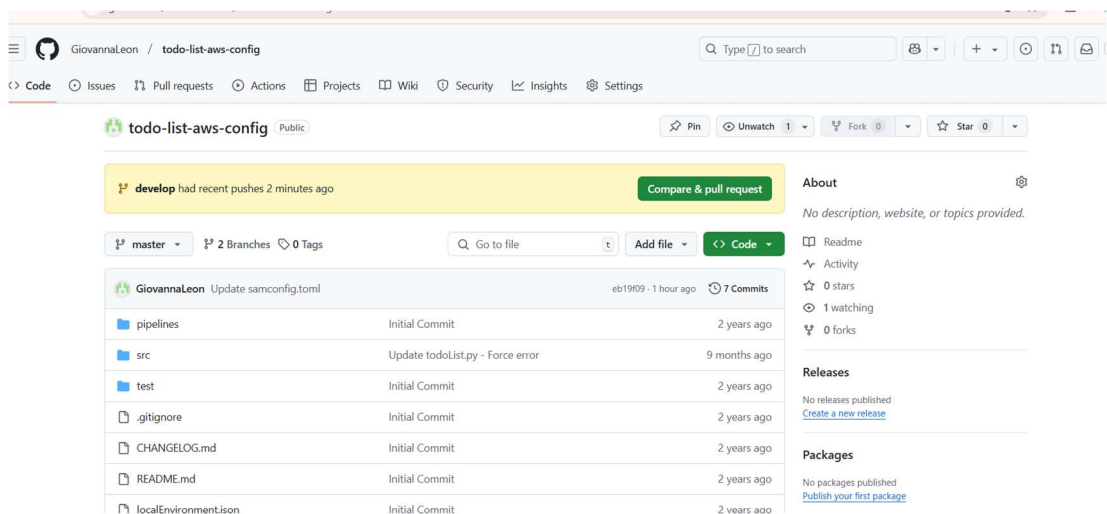 GiovannaLeon / todo-list-aws-config
Type / to search
Code Issues Pull requests Actions Projects Wiki Security Insights Settings
todo-list-aws-config Public
Pin Unwatch 1 Fork 0 Star 0
develop had recent pushes 2 minutes ago Compare & pull request
master 2 Branches 0 Tags Go to file t Add file <> Code
GiovannaLeon Update samconfig.toml eb19f09 · 1 hour ago 7 Commits
pipelines Initial Commit 2 years ago
src Update todoList.py - Force error 9 months ago
test Initial Commit 2 years ago
.gitignore Initial Commit 2 years ago
CHANGELOG.md Initial Commit 2 years ago
README.md Initial Commit 2 years ago
localEnvironment.json Initial Commit 2 years ago
About
No description, website, or topics provided.
Readme
Activity
0 stars
1 watching
0 forks
Releases
No releases published
Create a new release
Packages
No packages published
Publish your first package